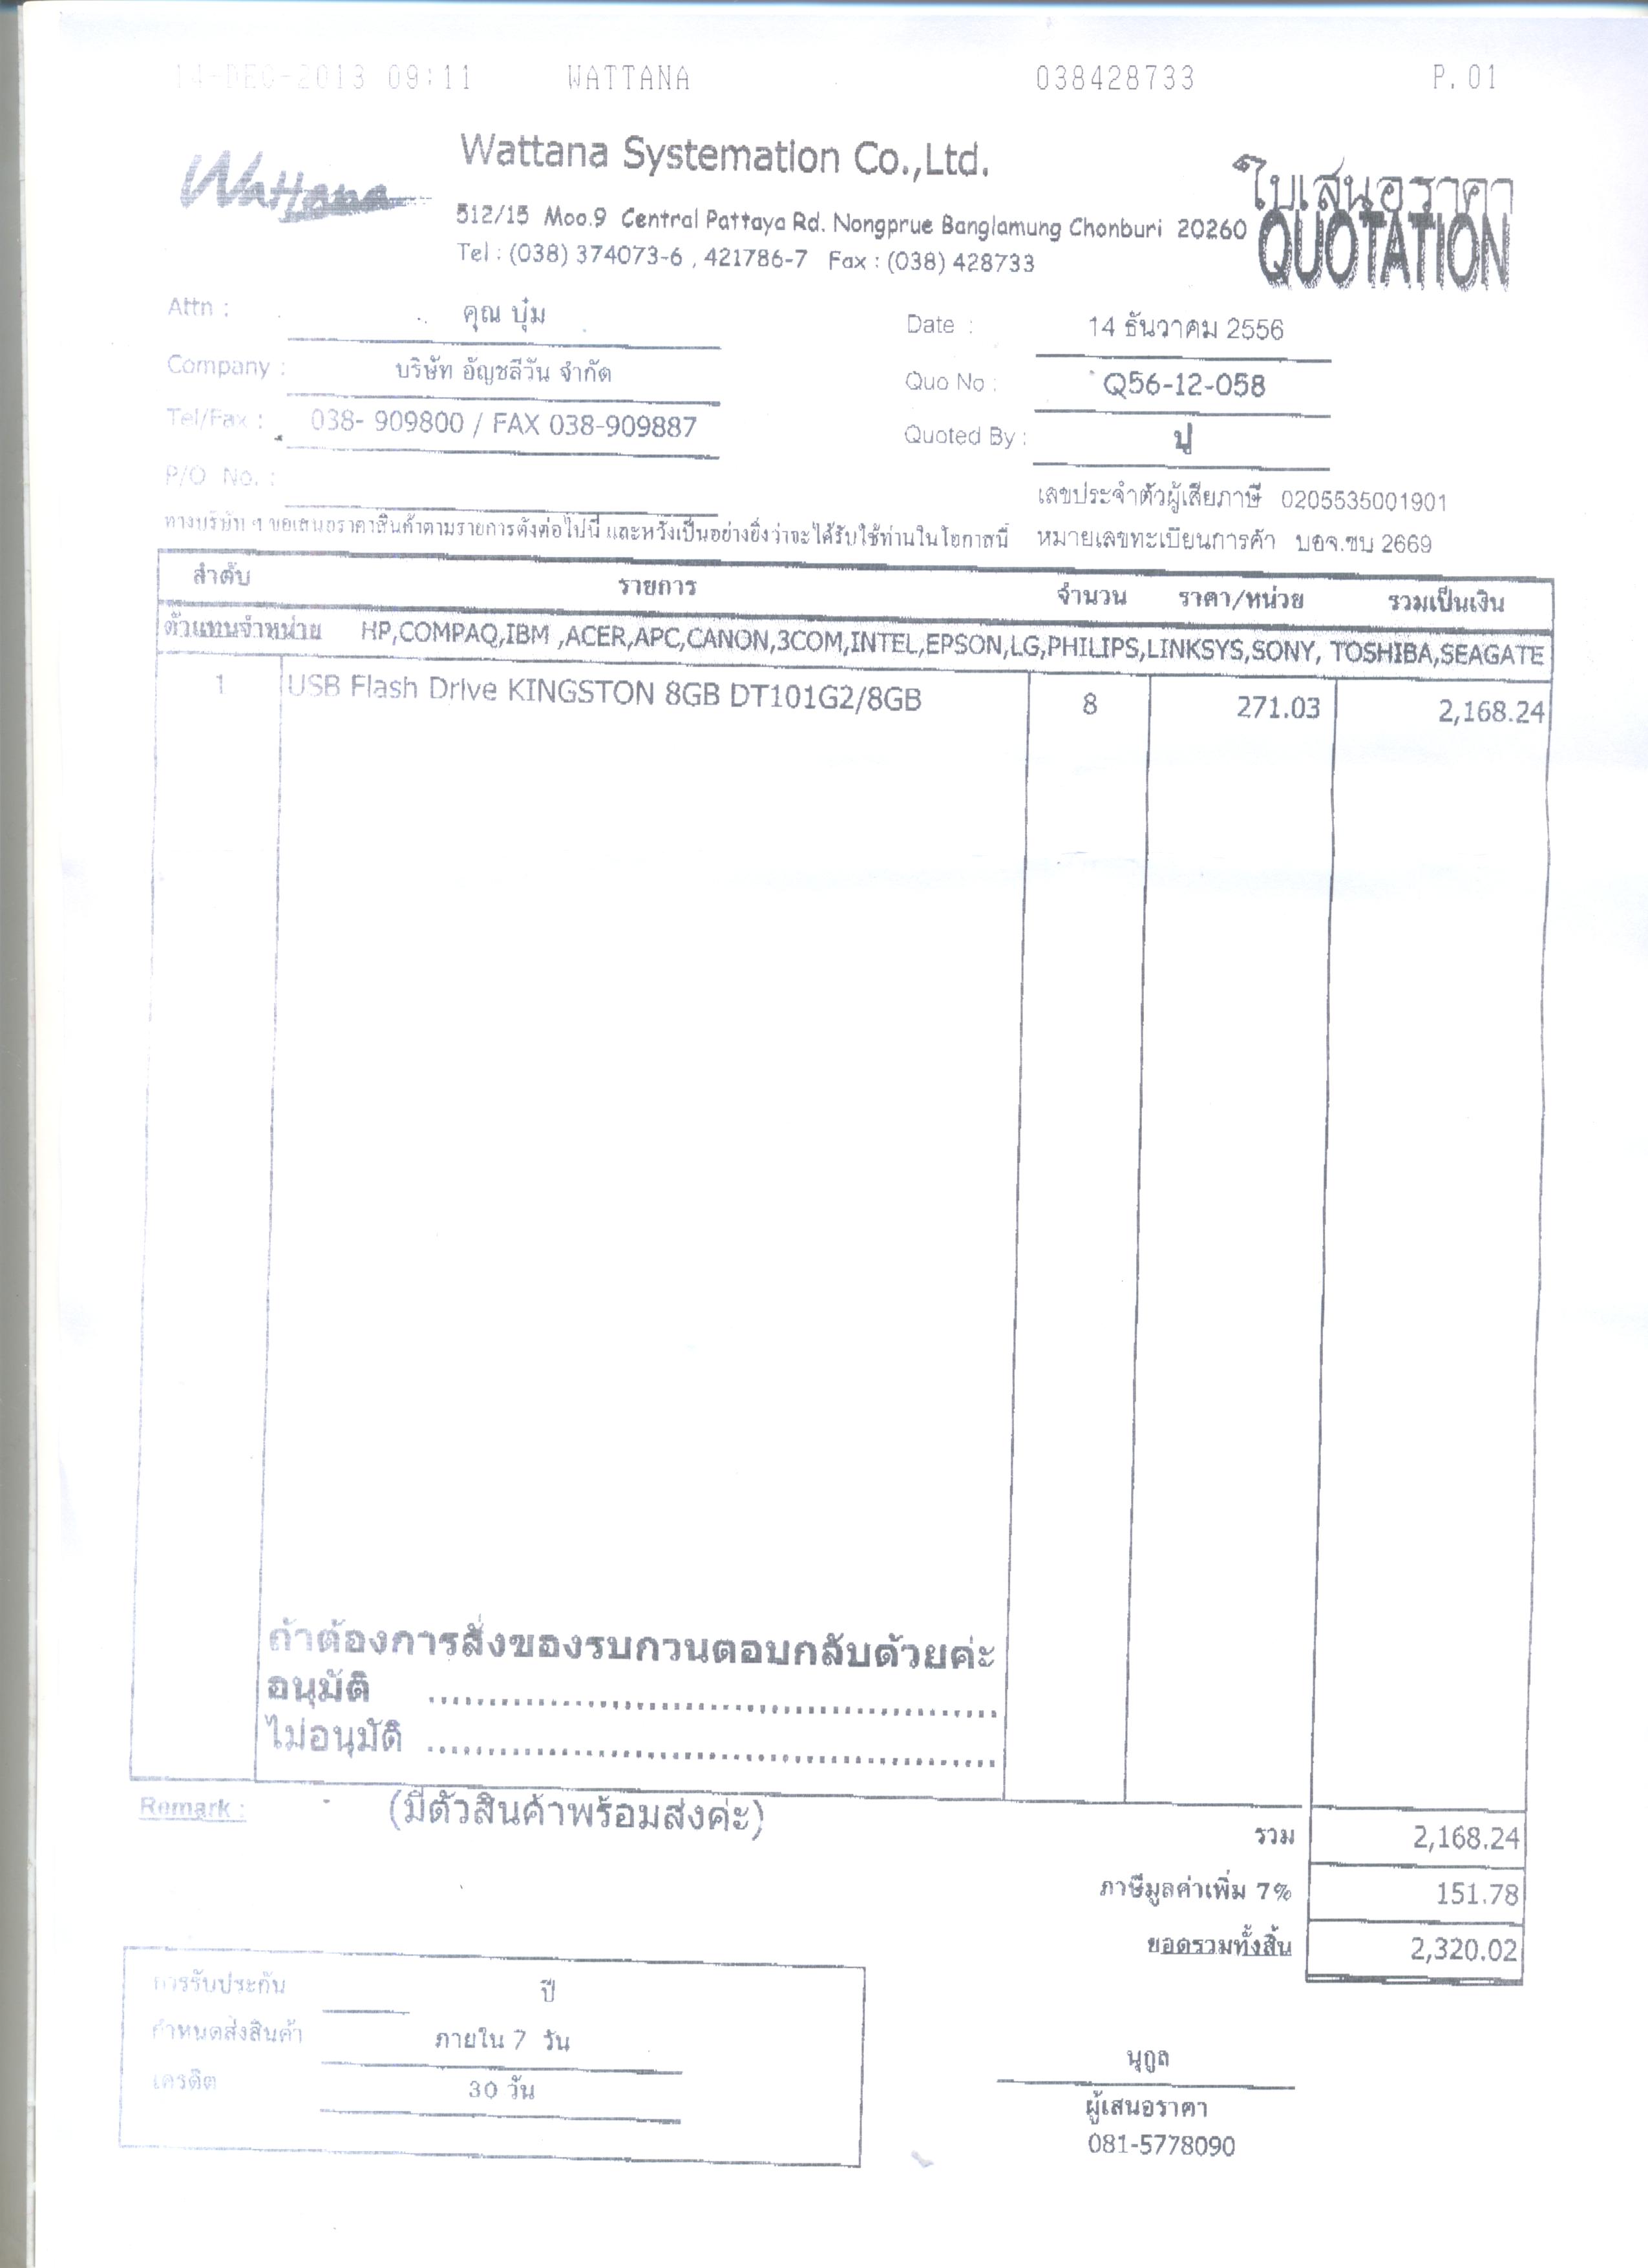 14-DEC-2013 09:11 WATTANA 038428733 P.01
Wattana
Wattana Systemation Co.,Ltd.
ใบเสนอราคา
QUOTATION
512/15 Moo.9 Central Pattaya Rd. Nongprue Banglamung Chonburi 20260
Tel : (038) 374073-6 , 421786-7 Fax : (038) 428733
Attn : คุณ บุ๋ม Date : 14 ธันวาคม 2556
Company : บริษัท อัญชลีวัน จำกัด Quo No : Q56-12-058
Tel/Fax : 038- 909800 / FAX 038-909887 Quoted By : ปู
P/O No. :
เลขประจำตัวผู้เสียภาษี 0205535001901
ทางบริษัท ฯ ขอเสนอราคาสินค้าตามรายการดังต่อไปนี้ และหวังเป็นอย่างยิ่งว่าจะได้รับใช้ท่านในโอกาสนี้ หมายเลขทะเบียนการค้า บอจ.ชบ 2669
ลำดับ รายการ จำนวน ราคา/หน่วย รวมเป็นเงิน
ตัวแทนจำหน่าย HP,COMPAQ,IBM ,ACER,APC,CANON,3COM,INTEL,EPSON,LG,PHILIPS,LINKSYS,SONY, TOSHIBA,SEAGATE
1 USB Flash Drive KINGSTON 8GB DT101G2/8GB 8 271.03 2,168.24
ถ้าต้องการสั่งของรบกวนตอบกลับด้วยค่ะ
อนุมัติ ................................................
ไม่อนุมัติ ................................................
Remark : (มีตัวสินค้าพร้อมส่งค่ะ)
รวม 2,168.24
ภาษีมูลค่าเพิ่ม 7% 151.78
ยอดรวมทั้งสิ้น 2,320.02
การรับประกัน ปี
กำหนดส่งสินค้า ภายใน 7 วัน
เครดิต 30 วัน
นุกูล
ผู้เสนอราคา
081-5778090